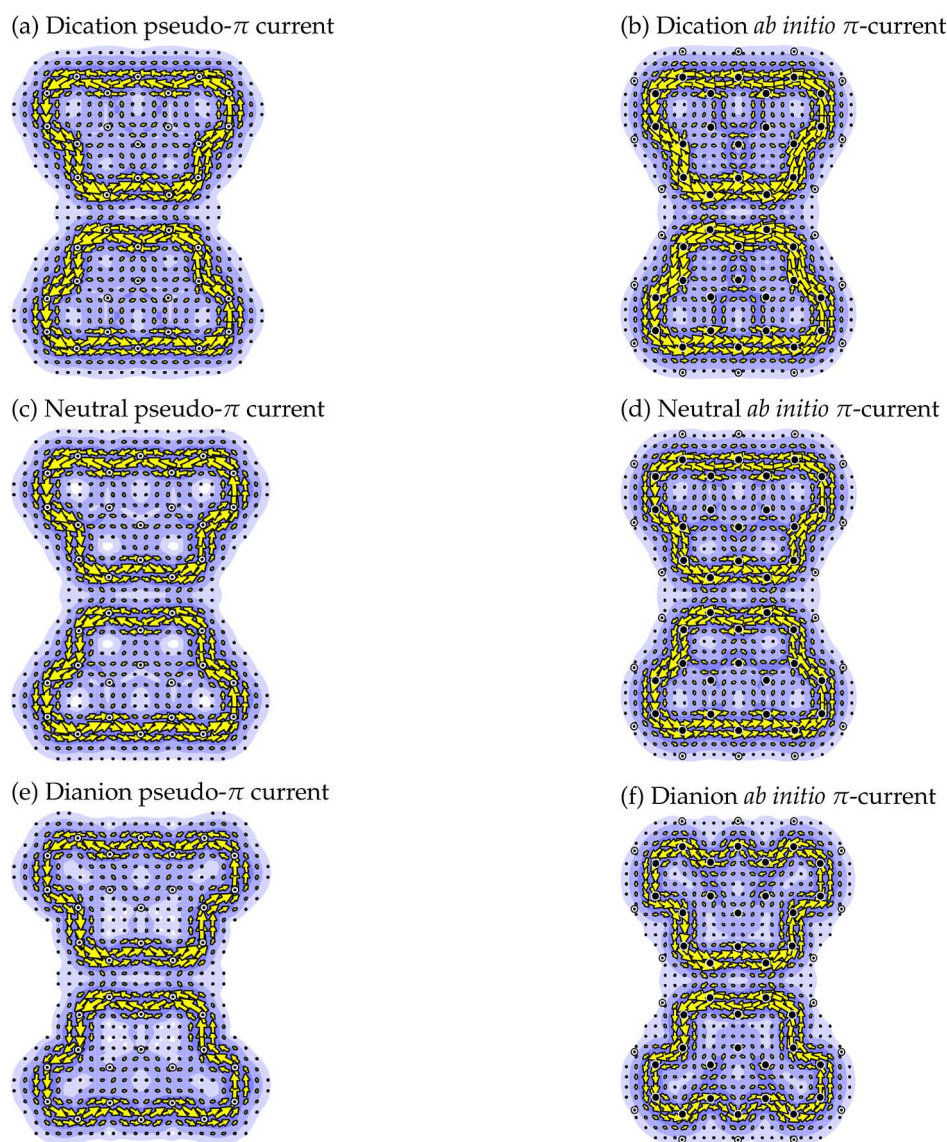 (a) Dication pseudo-π current
(b) Dication ab initio π-current
(c) Neutral pseudo-π current
(d) Neutral ab initio π-current
(e) Dianion pseudo-π current
(f) Dianion ab initio π-current